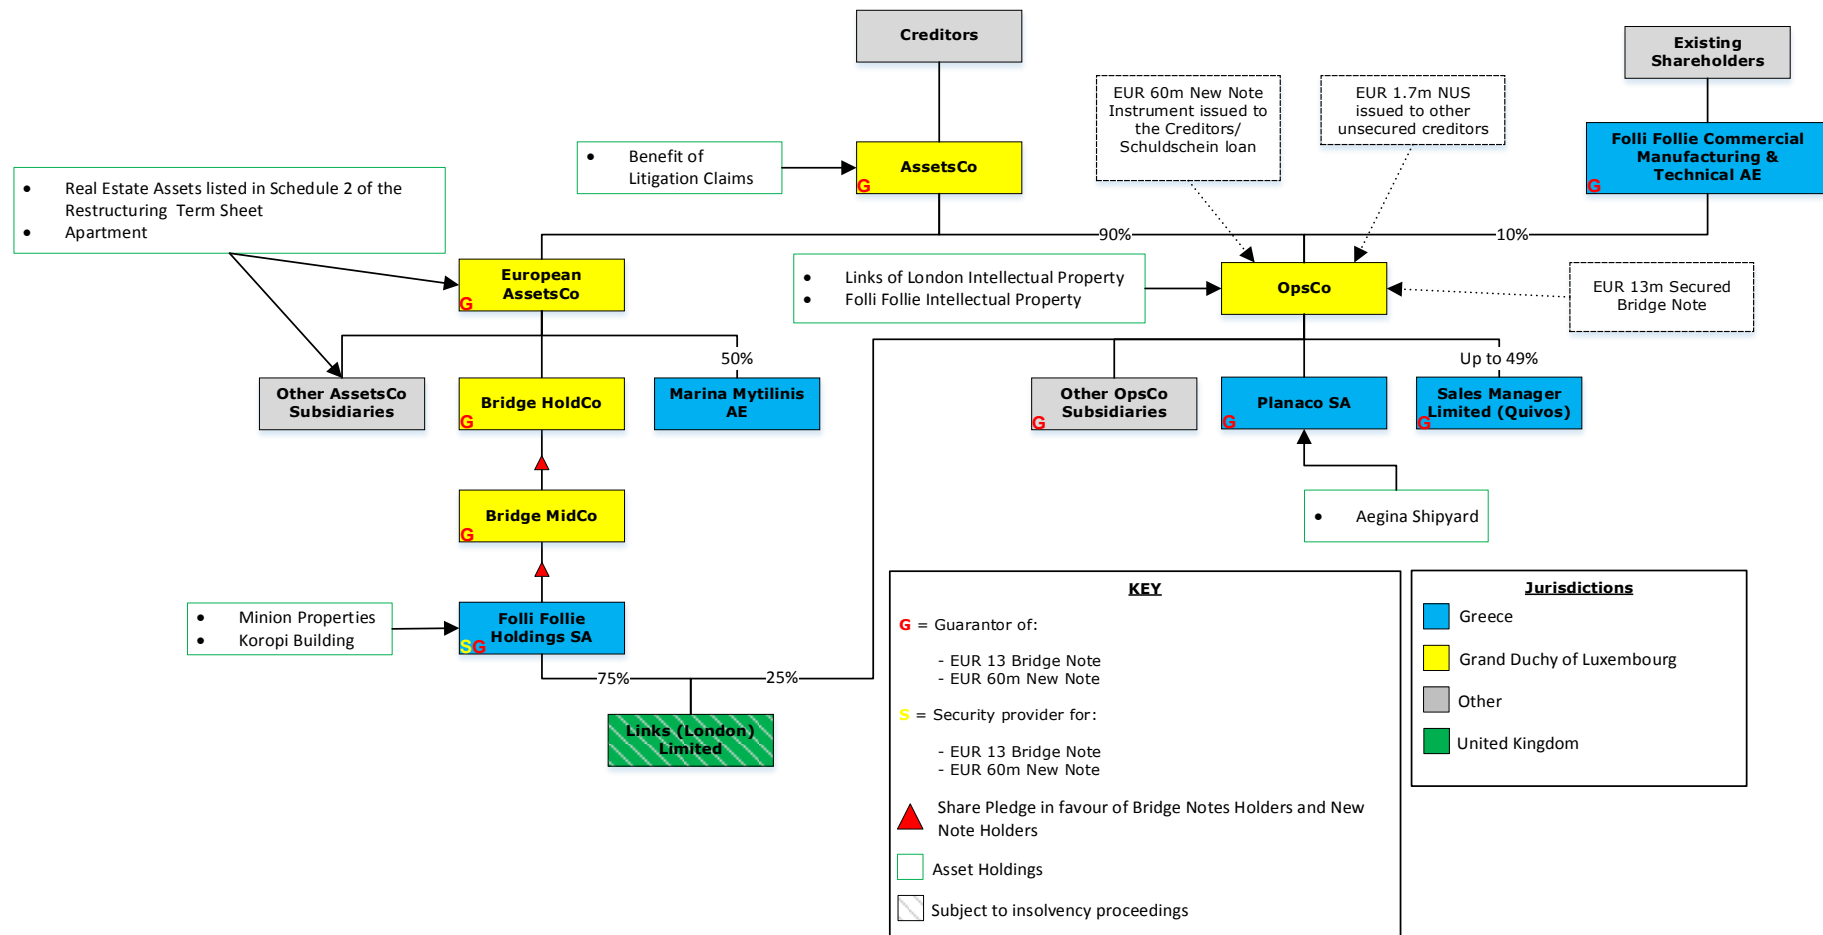 Creditors
Existing
Shareholders
EUR 60m New Note
Instrument issued to
the Creditors/
Schuldschein loan
EUR 1.7m NUS
issued to other
unsecured creditors
Folli Follie Commercial
Manufacturing &
Technical AE
G
• Benefit of
Litigation Claims
AssetsCo
G
• Real Estate Assets listed in Schedule 2 of the
Restructuring Term Sheet
• Apartment
90%
10%
European
AssetsCo
G
• Links of London Intellectual Property
• Folli Follie Intellectual Property
OpsCo
EUR 13m Secured
Bridge Note
50%
Up to 49%
Other AssetsCo
Subsidiaries
Bridge HoldCo
G
Marina Mytilinis
AE
Other OpsCo
Subsidiaries
G
Planaco SA
G
Sales Manager
Limited (Quivos)
G
Bridge MidCo
G
• Aegina Shipyard
• Minion Properties
• Koropi Building
Folli Follie
Holdings SA
SG
75%
25%
Links (London)
Limited
KEY
G = Guarantor of:
- EUR 13 Bridge Note
- EUR 60m New Note
S = Security provider for:
- EUR 13 Bridge Note
- EUR 60m New Note
Share Pledge in favour of Bridge Notes Holders and New
Note Holders
Asset Holdings
Subject to insolvency proceedings
Jurisdictions
Greece
Grand Duchy of Luxembourg
Other
United Kingdom